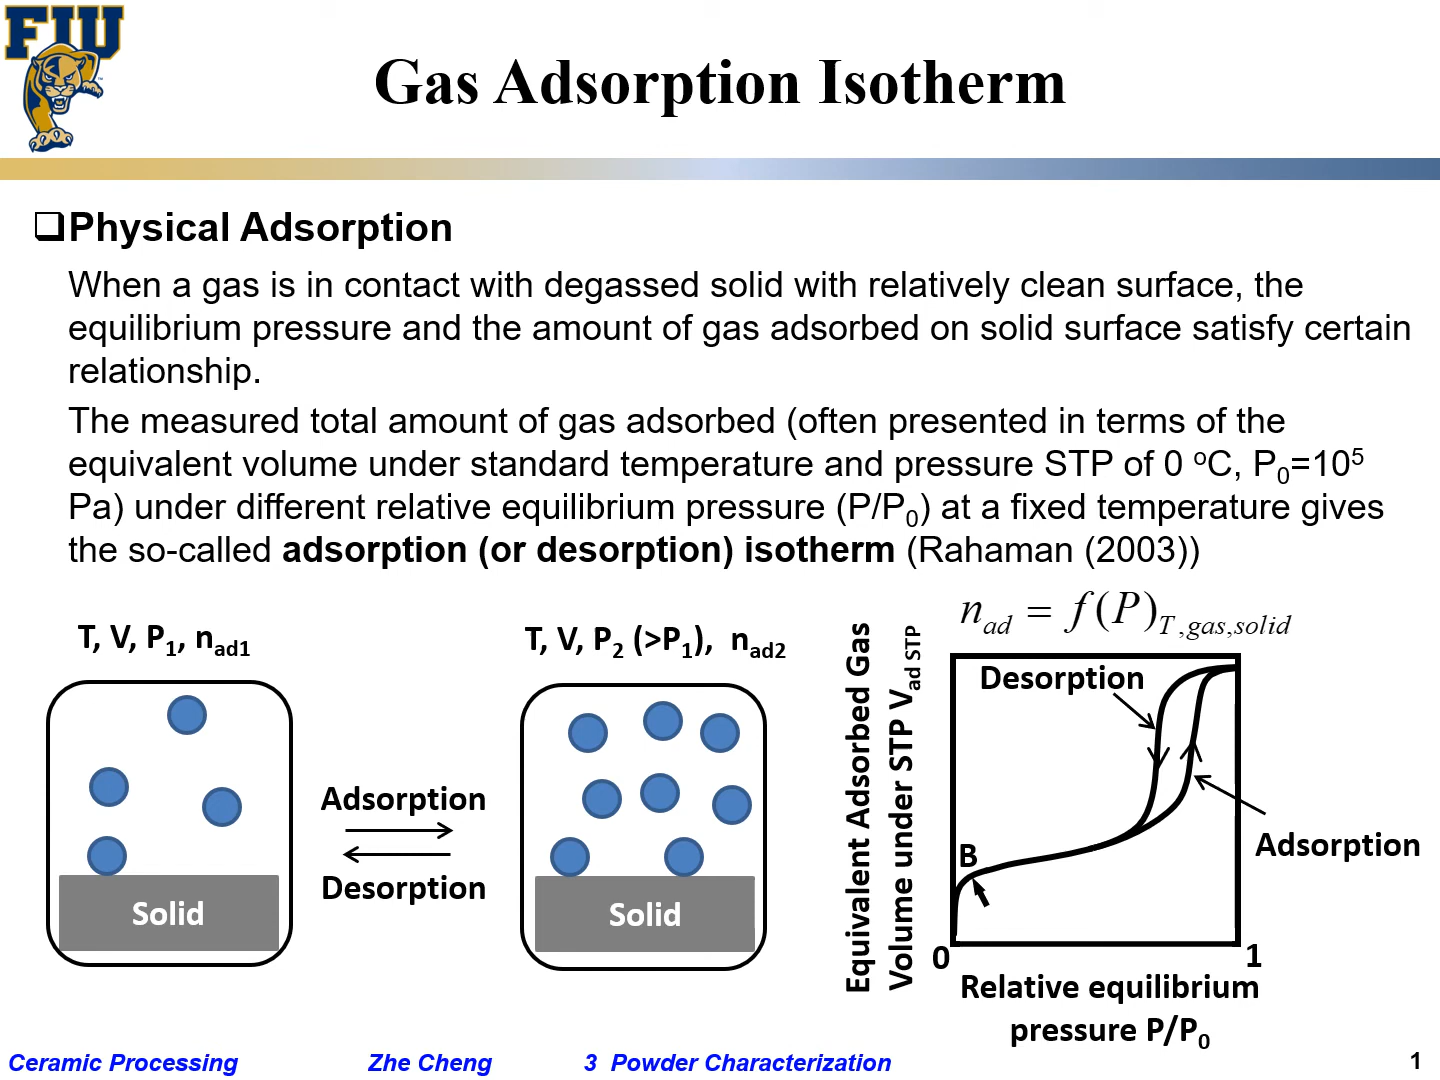 FIU
Gas Adsorption Isotherm
❑Physical Adsorption
When a gas is in contact with degassed solid with relatively clean surface, the
equilibrium pressure and the amount of gas adsorbed on solid surface satisfy certain
relationship.
The measured total amount of gas adsorbed (often presented in terms of the
equivalent volume under standard temperature and pressure STP of 0 ºC, P₀=10⁵
Pa) under different relative equilibrium pressure (P/P₀) at a fixed temperature gives
the so-called adsorption (or desorption) isotherm (Rahaman (2003))
T, V, P₁, n_ad1
Adsorption
Desorption
Solid
T, V, P₂ (>P₁), n_ad2
Solid
n_ad = f(P)_T,gas,solid
Equivalent Adsorbed Gas
Volume under STP V_ad STP
Desorption
Adsorption
B
0
1
Relative equilibrium
pressure P/P₀
Ceramic Processing Zhe Cheng 3 Powder Characterization 1